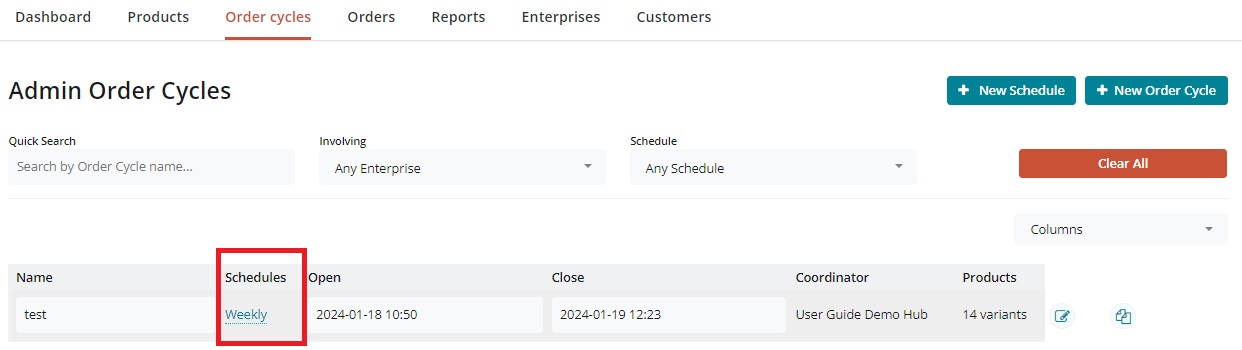 Dashboard Products Order cycles Orders Reports Enterprises Customers
Admin Order Cycles
+ New Schedule + New Order Cycle
Quick Search Involving Schedule
Search by Order Cycle name... Any Enterprise Any Schedule Clear All
Columns
Name Schedules Open Close Coordinator Products
test Weekly 2024-01-18 10:50 2024-01-19 12:23 User Guide Demo Hub 14 variants